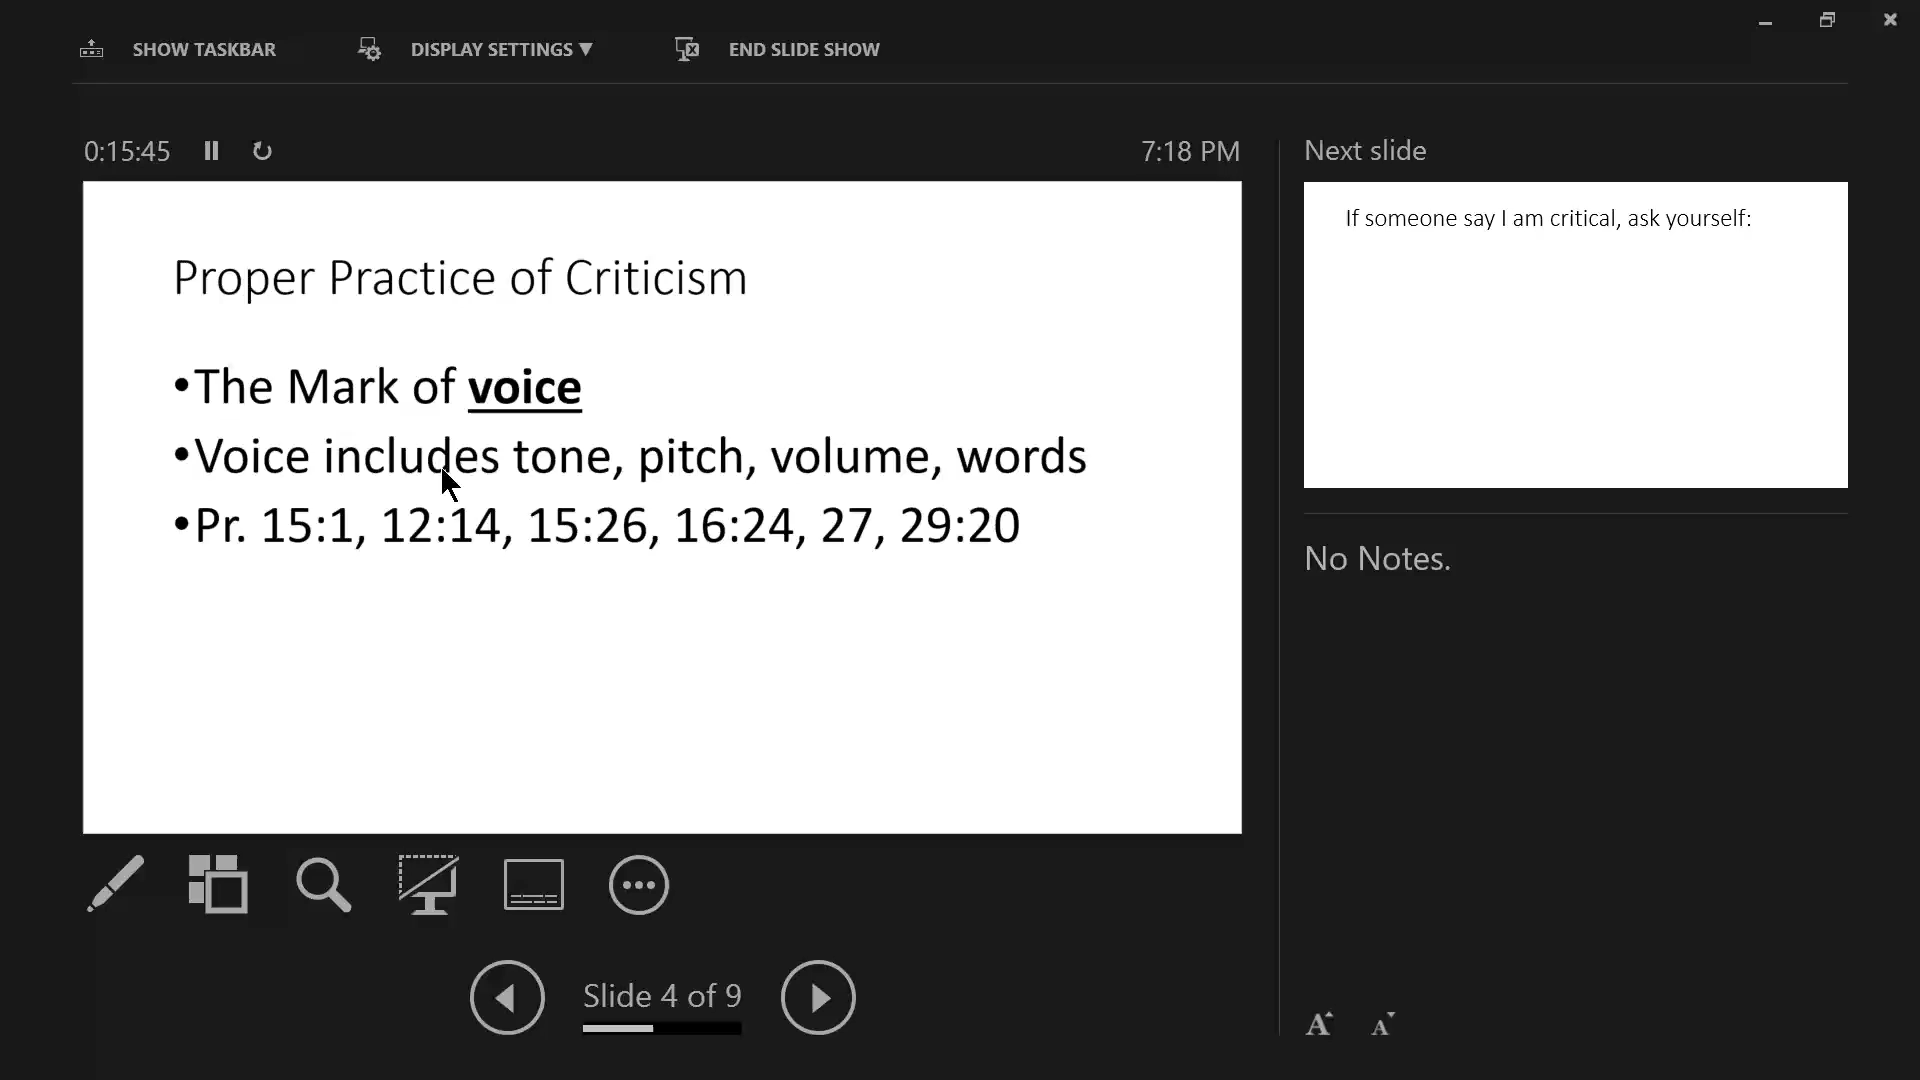 SHOW TASKBAR
DISPLAY SETTINGS ▼
END SLIDE SHOW
0:15:45
7:18 PM
Proper Practice of Criticism
•The Mark of voice
•Voice includes tone, pitch, volume, words
•Pr. 15:1, 12:14, 15:26, 16:24, 27, 29:20
Slide 4 of 9
Next slide
If someone say I am critical, ask yourself:
No Notes.
A
A